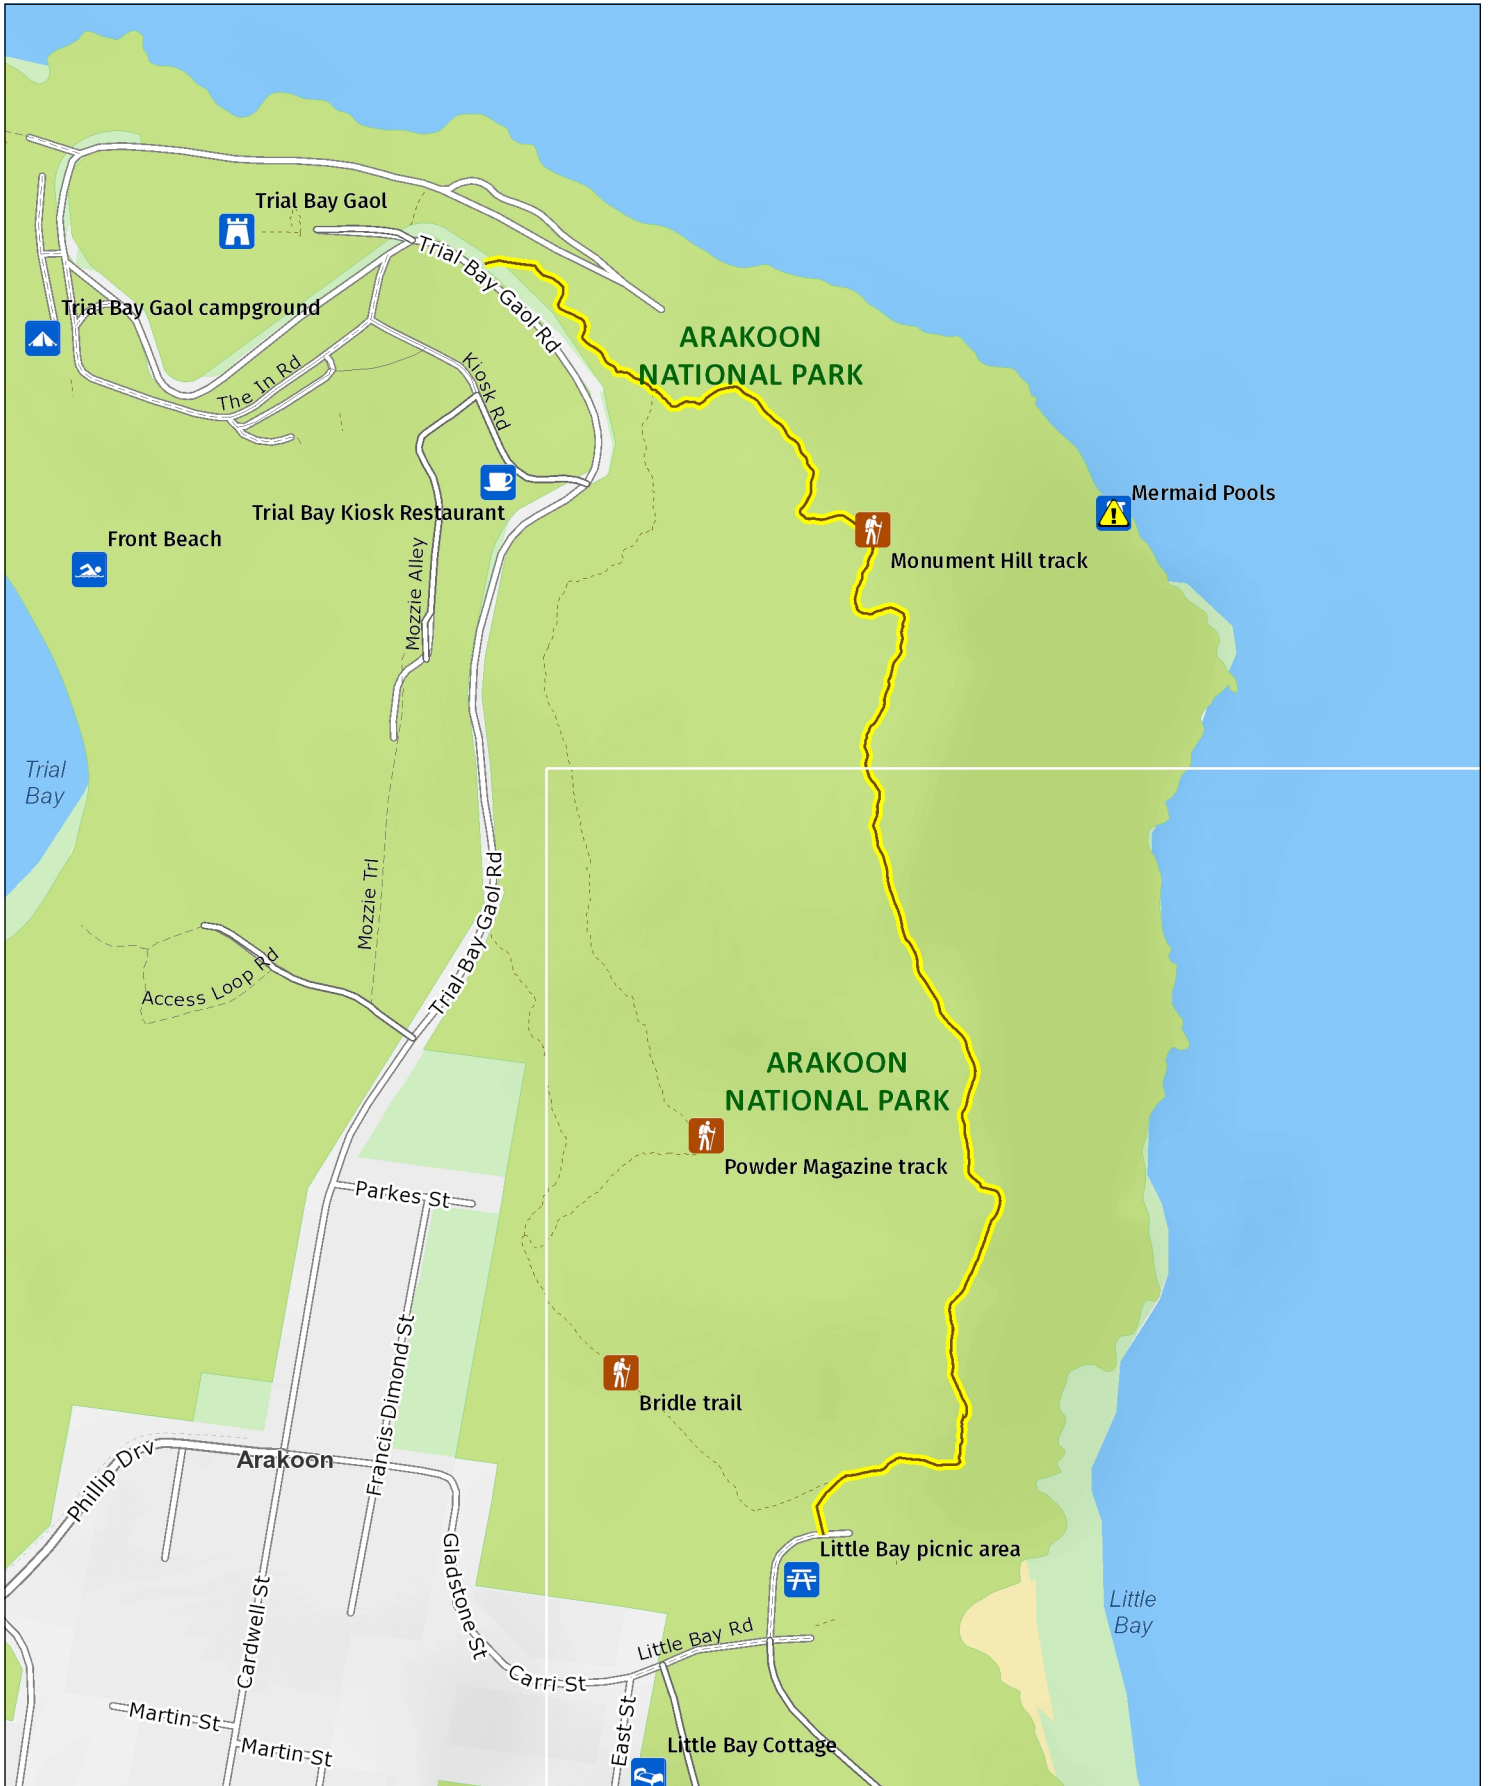 Trial Bay Gaol
Trial Bay Gaol Rd
Trial Bay Gaol campground
ARAKOON
NATIONAL PARK
The In Rd
Kiosk Rd
Mermaid Pools
Trial Bay Kiosk Restaurant
Front Beach
Monument Hill track
Mozzie Alley
Trial
Bay
Mozzie Trl
Trial Bay Gaol Rd
Access Loop Rd
ARAKOON
NATIONAL PARK
Powder Magazine track
Parkes St
Francis Dimond St
Bridle trail
Phillip Drv
Arakoon
Little Bay picnic area
Gladstone St
Cardwell St
Little
Bay
Little Bay Rd
Carri St
East St
Martin St
Martin St
Little Bay Cottage